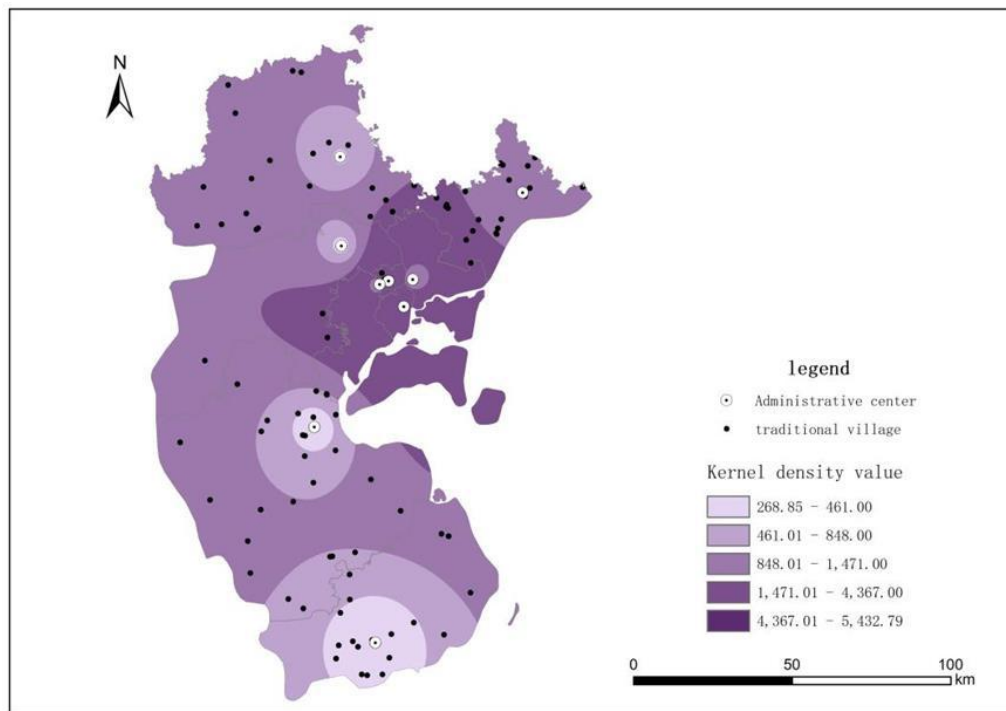 N
legend
Administrative center
traditional village
Kernel density value
268.85 - 461.00
461.01 - 848.00
848.01 - 1,471.00
1,471.01 - 4,367.00
4,367.01 - 5,432.79
0 50 100
km